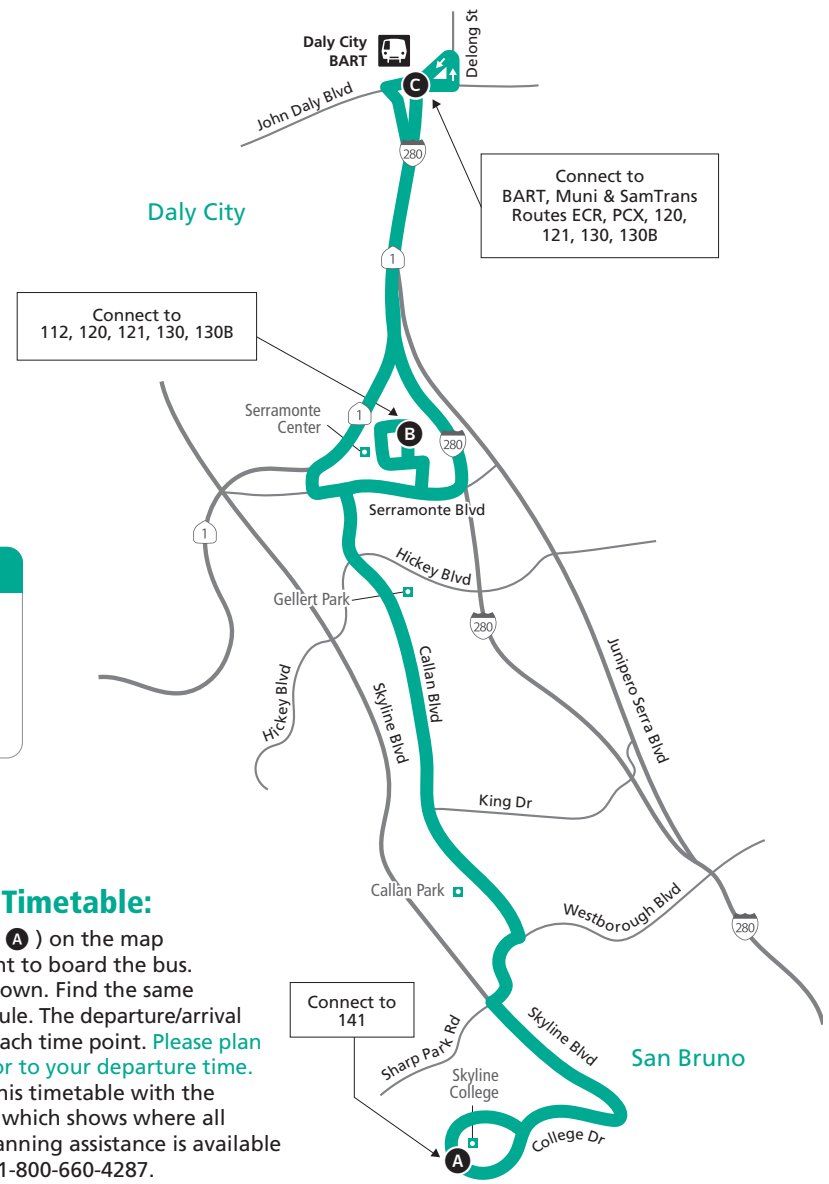 Daly City
BART
Delong St
C
John Daly Blvd
280
Connect to
BART, Muni & SamTrans
Routes ECR, PCX, 120,
121, 130, 130B
Daly City
1
Connect to
112, 120, 121, 130, 130B
Serramonte
Center
1
B
280
Serramonte Blvd
1
Hickey Blvd
Gellert Park
280
Callan Blvd
Junipero Serra Blvd
Hickey Blvd
Skyline Blvd
King Dr
Callan Park
Westborough Blvd
280
Timetable:
A ) on the map
nt to board the bus.
own. Find the same
ule. The departure/arrival
ach time point. Please plan
or to your departure time.
his timetable with the
which shows where all
anning assistance is available
1-800-660-4287.
Connect to
141
Sharp Park Rd
Skyline Blvd
San Bruno
Skyline
College
College Dr
A